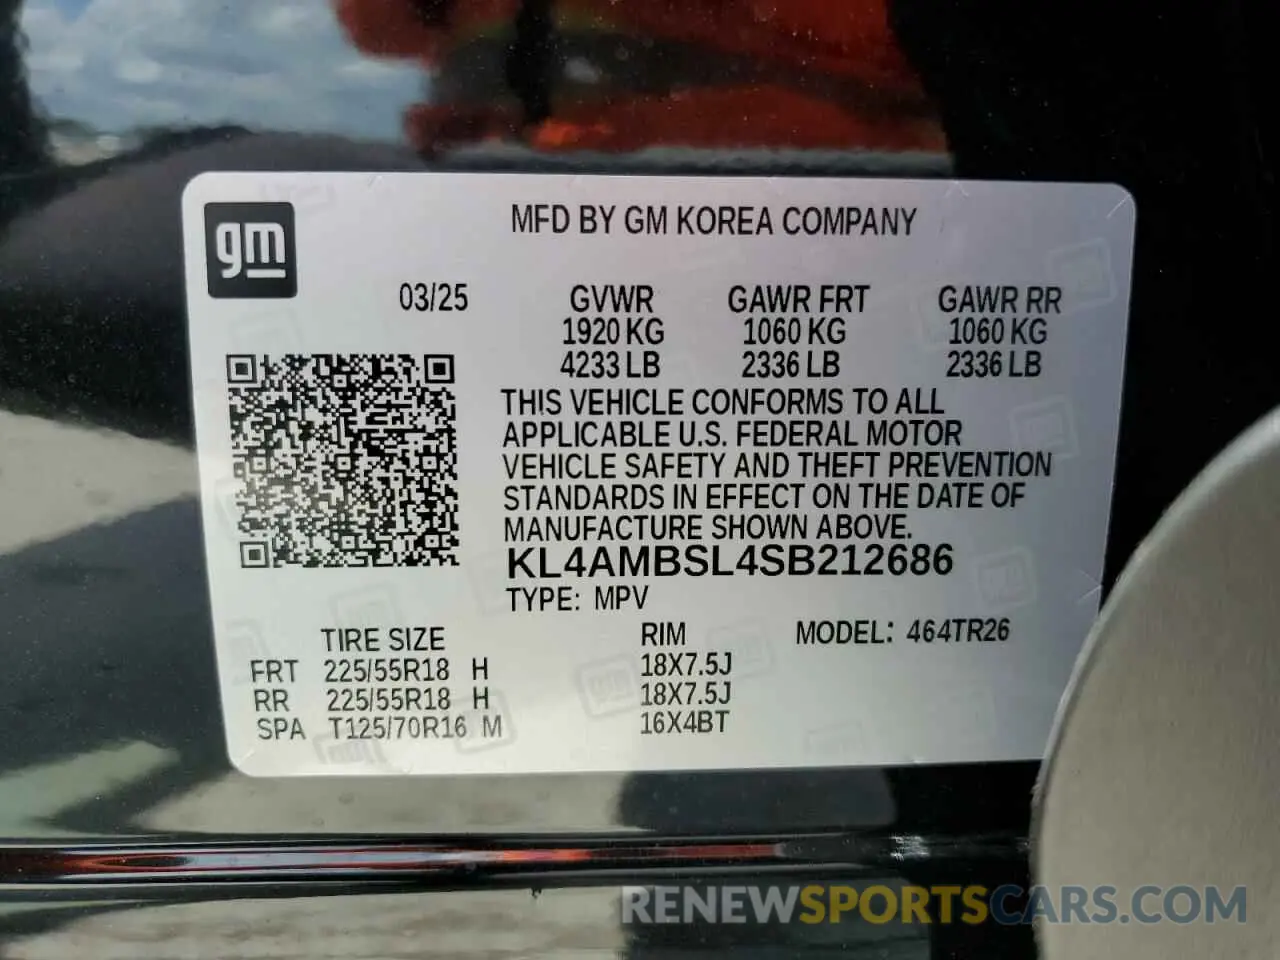 gm
MFD BY GM KOREA COMPANY
03/25 GVWR GAWR FRT GAWR RR
1920 KG 1060 KG 1060 KG
4233 LB 2336 LB 2336 LB
THIS VEHICLE CONFORMS TO ALL
APPLICABLE U.S. FEDERAL MOTOR
VEHICLE SAFETY AND THEFT PREVENTION
STANDARDS IN EFFECT ON THE DATE OF
MANUFACTURE SHOWN ABOVE.
KL4AMBSL4SB212686
TYPE: MPV
TIRE SIZE RIM MODEL: 464TR26
FRT 225/55R18 H 18X7.5J
RR 225/55R18 H 18X7.5J
SPA T125/70R16 M 16X4BT
RENEWSPORTSCARS.COM